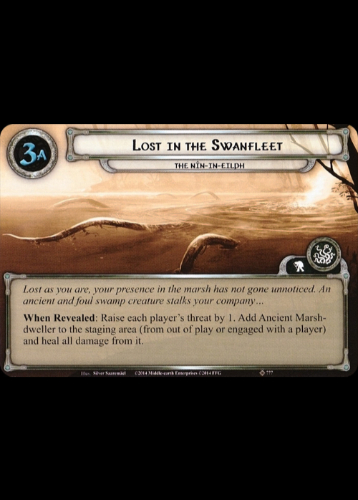 3A
LOST IN THE SWANFLEET
THE NÎN-IN-EILPH
Lost as you are, your presence in the marsh has not gone unnoticed. An
ancient and foul swamp creature stalks your company…
When Revealed: Raise each player's threat by 1. Add Ancient Marsh-
dweller to the staging area (from out of play or engaged with a player)
and heal all damage from it.
©2014 Middle-earth Enterprises ©2014 FFG